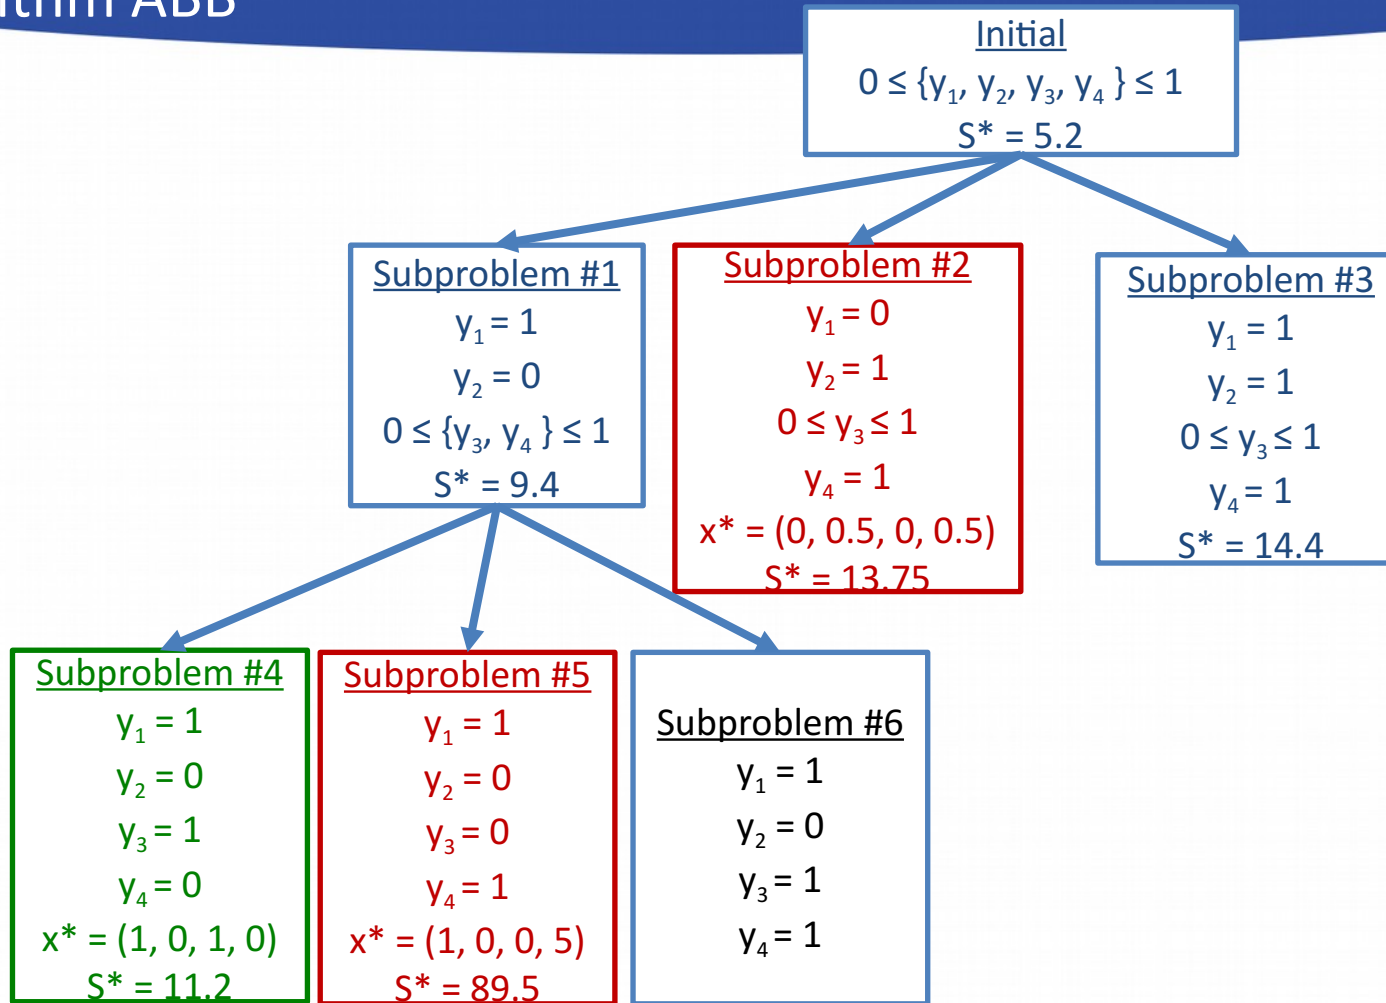 ABB
Initial
0 ≤ {y₁, y₂, y₃, y₄ } ≤ 1
S* = 5.2
Subproblem #1
y₁ = 1
y₂ = 0
0 ≤ {y₃, y₄ } ≤ 1
S* = 9.4
Subproblem #2
y₁ = 0
y₂ = 1
0 ≤ y₃ ≤ 1
y₄ = 1
x* = (0, 0.5, 0, 0.5)
S* = 13.75
Subproblem #3
y₁ = 1
y₂ = 1
0 ≤ y₃ ≤ 1
y₄ = 1
S* = 14.4
Subproblem #4
y₁ = 1
y₂ = 0
y₃ = 1
y₄ = 0
x* = (1, 0, 1, 0)
S* = 11.2
Subproblem #5
y₁ = 1
y₂ = 0
y₃ = 0
y₄ = 1
x* = (1, 0, 0, 5)
S* = 89.5
Subproblem #6
y₁ = 1
y₂ = 0
y₃ = 1
y₄ = 1